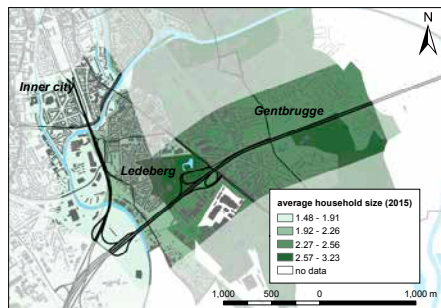 N
Inner city
Gentbrugge
Ledeberg
average household size (2015)
1.48 - 1.91
1.92 - 2.26
2.27 - 2.56
2.57 - 3.23
no data
1,000 500 0 1,000 m